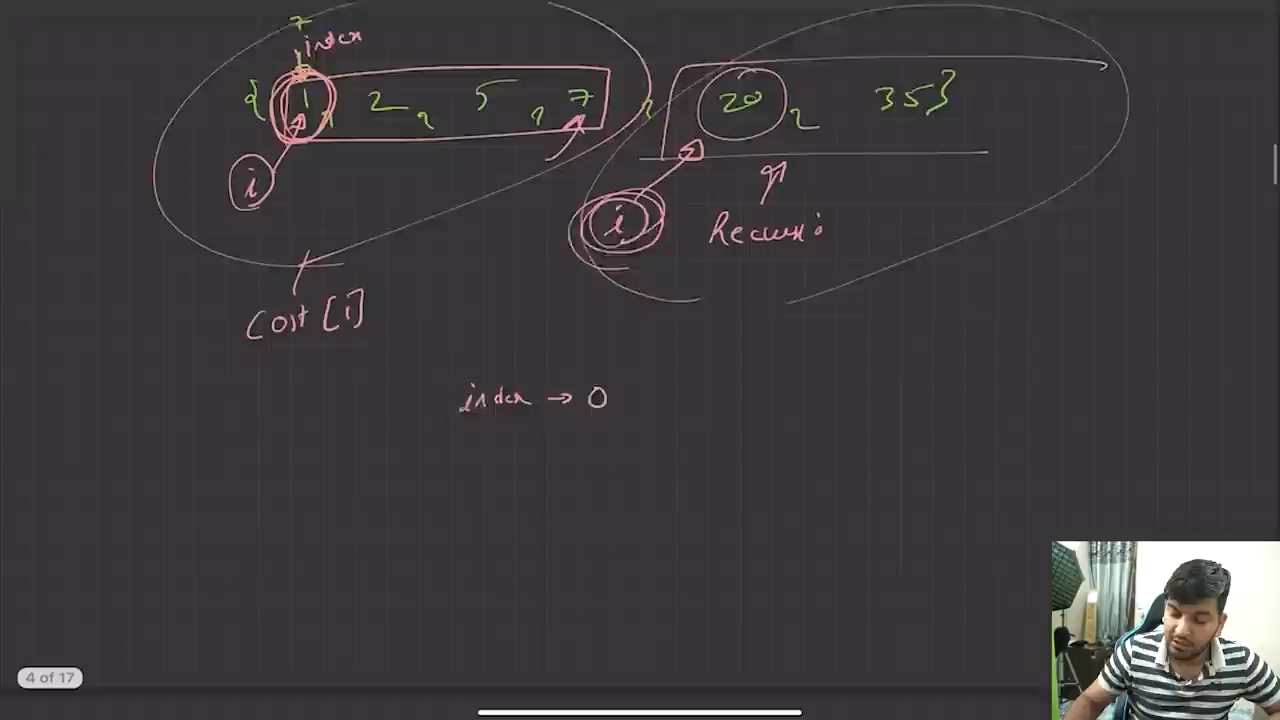 7
index
{ 1, 2, 5, 7, 20, 35}
i
i
Recursi
Cost [i]
index → 0
4 of 17